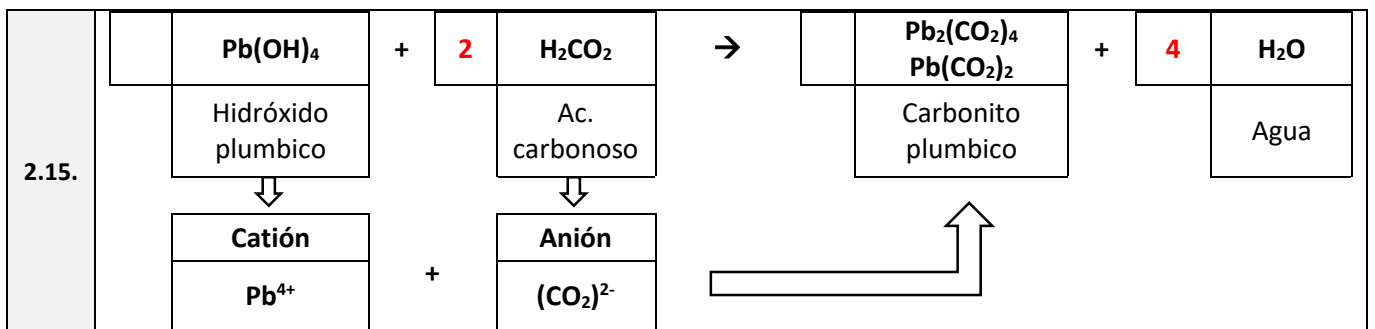 Pb(OH)₄ + 2 H₂CO₂ → Pb₂(CO₂)₄ + 4 H₂O
Pb(CO₂)₂
Hidróxido Ac. Carbonito Agua
plumbico carbonoso plumbico
2.15.
Catión Anión
+
Pb⁴⁺ (CO₂)²⁻